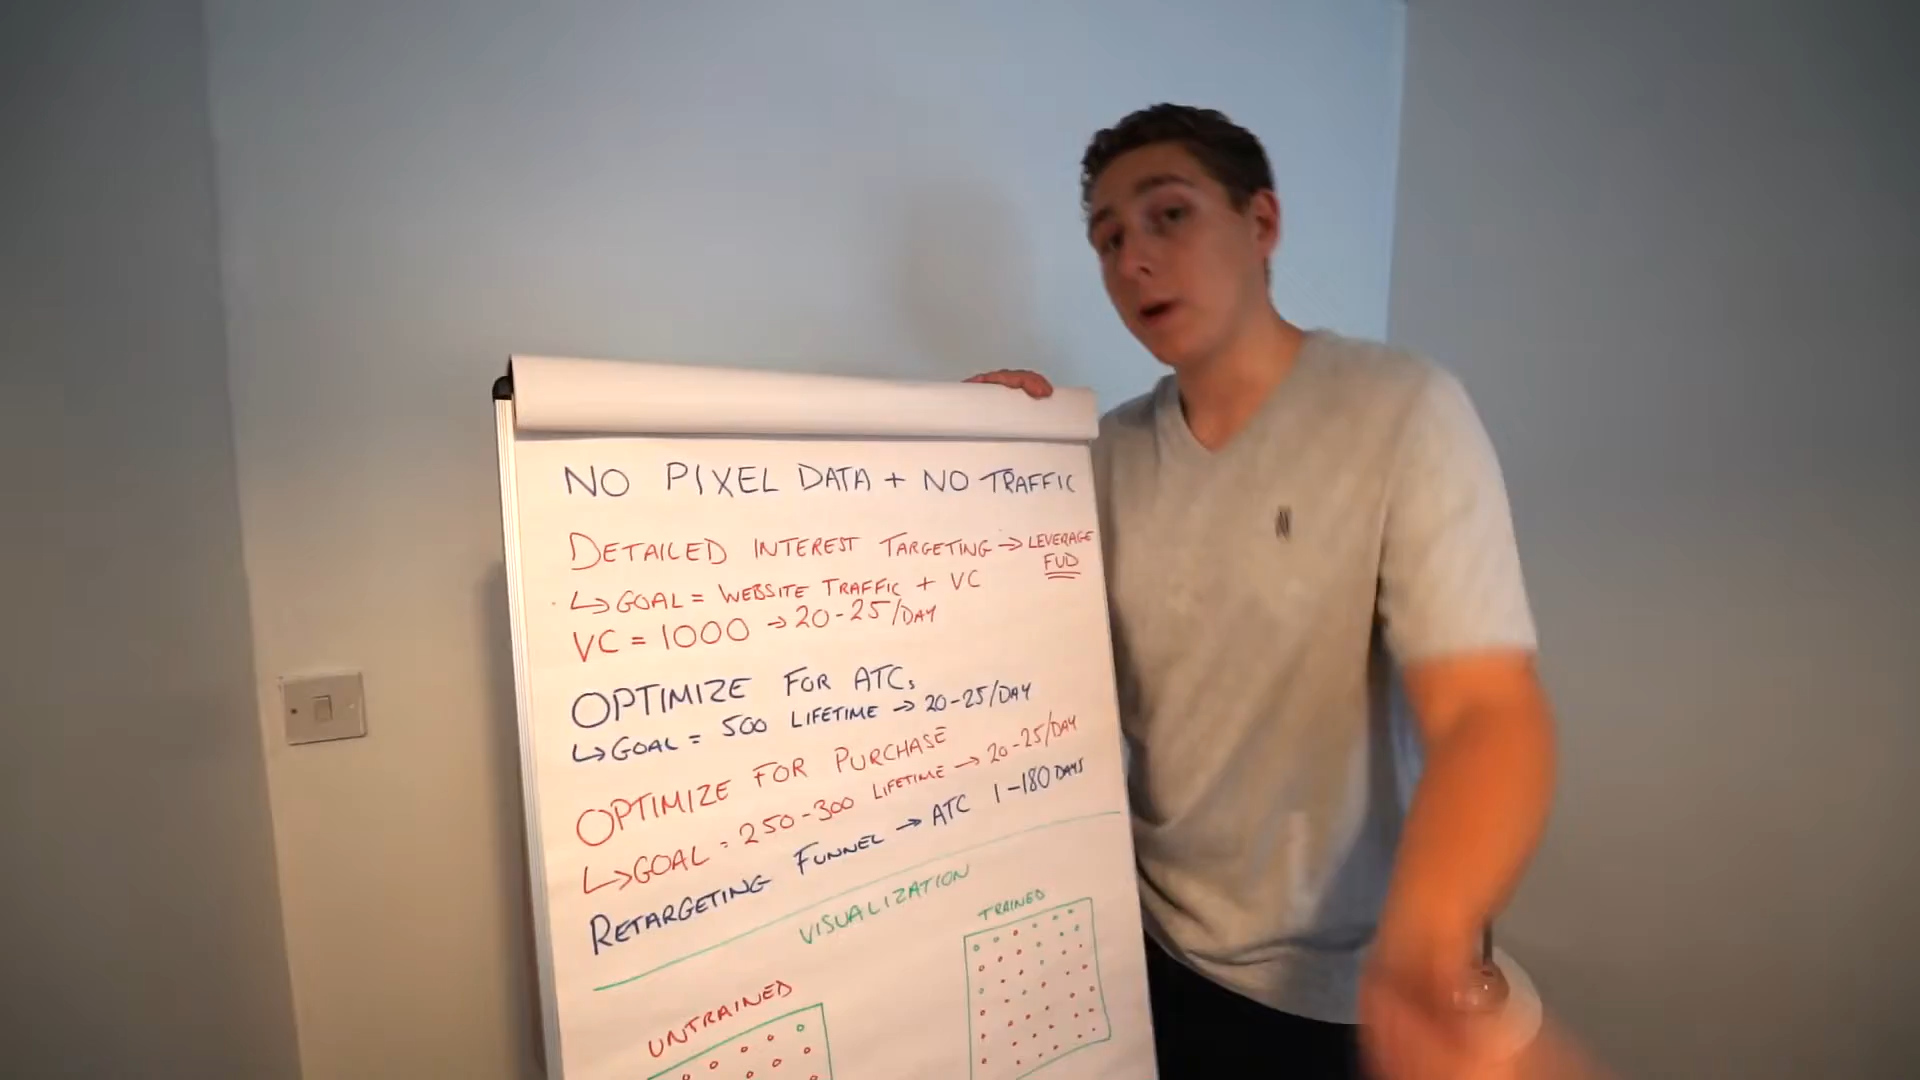 NO PIXEL DATA + NO TRAFFIC
DETAILED INTEREST TARGETING → LEVERAGE
FUD
↳ GOAL = WEBSITE TRAFFIC + VC
VC = 1000 → 20-25/DAY
OPTIMIZE FOR ATCs
↳ GOAL = 500 LIFETIME → 20-25/DAY
OPTIMIZE FOR PURCHASE
↳ GOAL = 250-300 LIFETIME → 20-25/DAY
RETARGETING FUNNEL → ATC 1-180 DAYS
VISUALIZATION
UNTRAINED
TRAINED